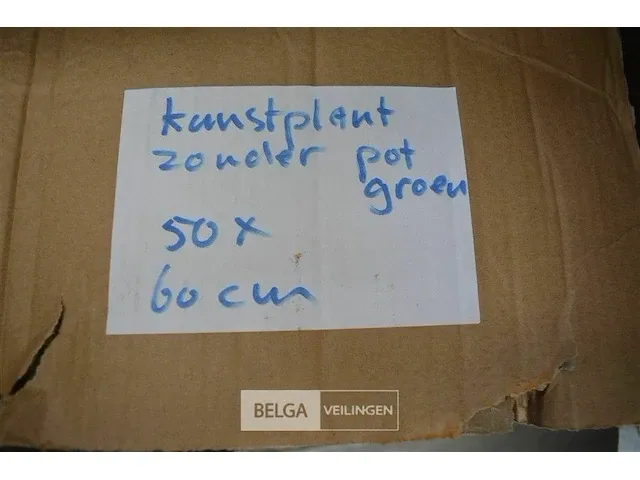 kunstplant
zonder pot
groen
50 x
60 cm
BELGA VEILINGEN